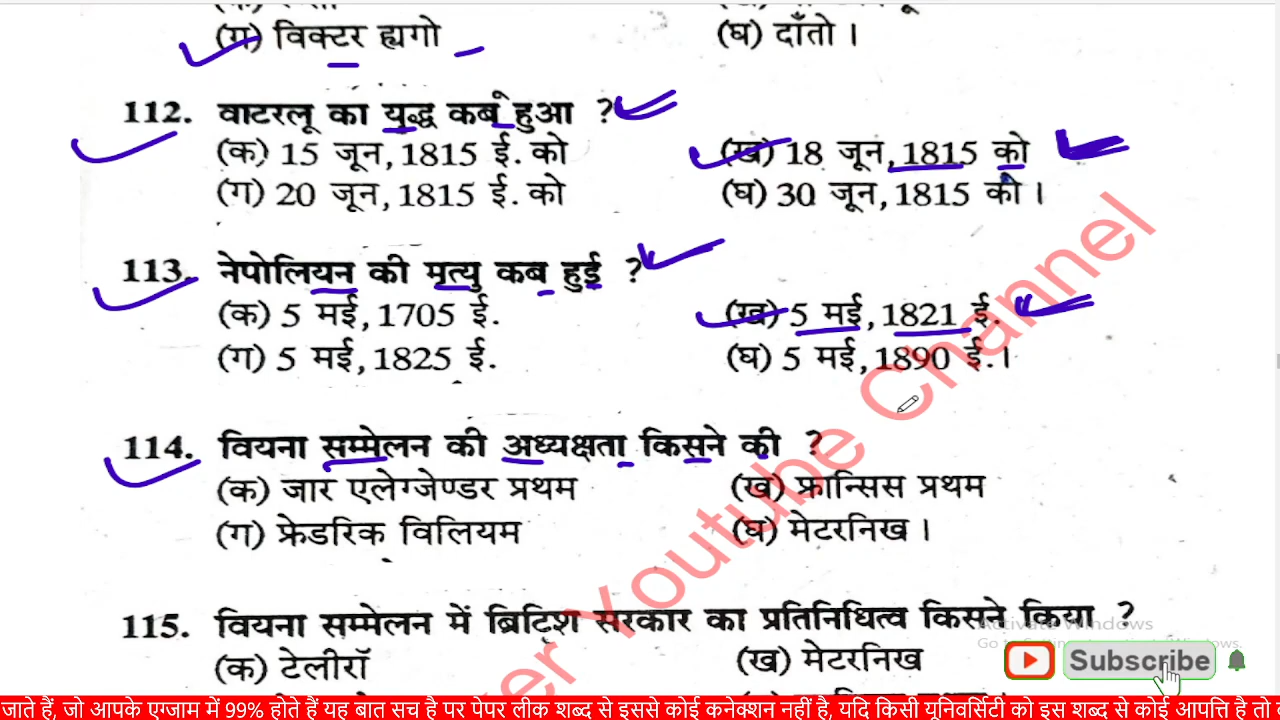 (ग) विक्टर ह्यगो (घ) दाँतो ।
112. वाटरलू का युद्ध कब हुआ ?
(क) 15 जून, 1815 ई. को (ख) 18 जून, 1815 को
(ग) 20 जून, 1815 ई. को (घ) 30 जून, 1815 को ।
113. नेपोलियन की मृत्यु कब हुई ?
(क) 5 मई, 1705 ई. (ख) 5 मई, 1821 ई.
(ग) 5 मई, 1825 ई. (घ) 5 मई, 1890 ई. ।
114. वियना सम्मेलन की अध्यक्षता किसने की ?
(क) जार एलेग्जेण्डर प्रथम (ख) फ्रान्सिस प्रथम
(ग) फ्रेडरिक विलियम (घ) मेटरनिख ।
115. वियना सम्मेलन में ब्रिटिश सरकार का प्रतिनिधित्व किसने किया ?
(क) टेलीरॉ (ख) मेटरनिख
Youtube Channel
Activate Windows
Subscribe
जाते हैं, जो आपके एग्जाम में 99% होते हैं यह बात सच है पर पेपर लीक शब्द से इससे कोई कनेक्शन नहीं है, यदि किसी यूनिवर्सिटी को इस शब्द से कोई आपत्ति है तो